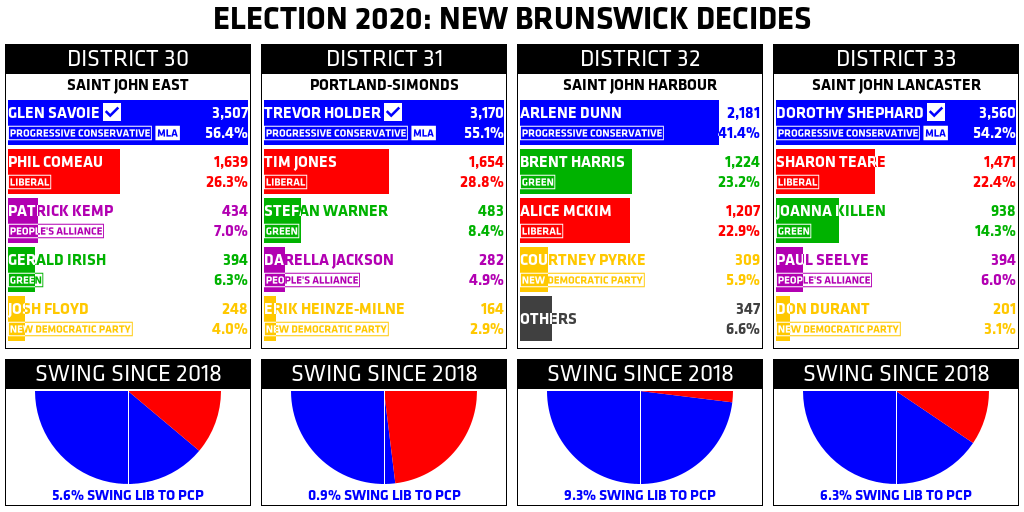 ELECTION 2020: NEW BRUNSWICK DECIDES
DISTRICT 30
SAINT JOHN EAST
GLEN SAVOIE 3,507
PROGRESSIVE CONSERVATIVE MLA 56.4%
PHIL COMEAU 1,639
LIBERAL 26.3%
PATRICK KEMP 434
PEOPLE'S ALLIANCE 7.0%
GERALD IRISH 394
GREEN 6.3%
JOSH FLOYD 248
NEW DEMOCRATIC PARTY 4.0%
SWING SINCE 2018
5.6% SWING LIB TO PCP
DISTRICT 31
PORTLAND-SIMONDS
TREVOR HOLDER 3,170
PROGRESSIVE CONSERVATIVE MLA 55.1%
TIM JONES 1,654
LIBERAL 28.8%
STEFAN WARNER 483
GREEN 8.4%
DARELLA JACKSON 282
PEOPLE'S ALLIANCE 4.9%
ERIK HEINZE-MILNE 164
NEW DEMOCRATIC PARTY 2.9%
SWING SINCE 2018
0.9% SWING LIB TO PCP
DISTRICT 32
SAINT JOHN HARBOUR
ARLENE DUNN 2,181
PROGRESSIVE CONSERVATIVE 41.4%
BRENT HARRIS 1,224
GREEN 23.2%
ALICE MCKIM 1,207
LIBERAL 22.9%
COURTNEY PYRKE 309
NEW DEMOCRATIC PARTY 5.9%
OTHERS 347
6.6%
SWING SINCE 2018
9.3% SWING LIB TO PCP
DISTRICT 33
SAINT JOHN LANCASTER
DOROTHY SHEPHARD 3,560
PROGRESSIVE CONSERVATIVE MLA 54.2%
SHARON TEARE 1,471
LIBERAL 22.4%
JOANNA KILLEN 938
GREEN 14.3%
PAUL SEELYE 394
PEOPLE'S ALLIANCE 6.0%
DON DURANT 201
NEW DEMOCRATIC PARTY 3.1%
SWING SINCE 2018
6.3% SWING LIB TO PCP